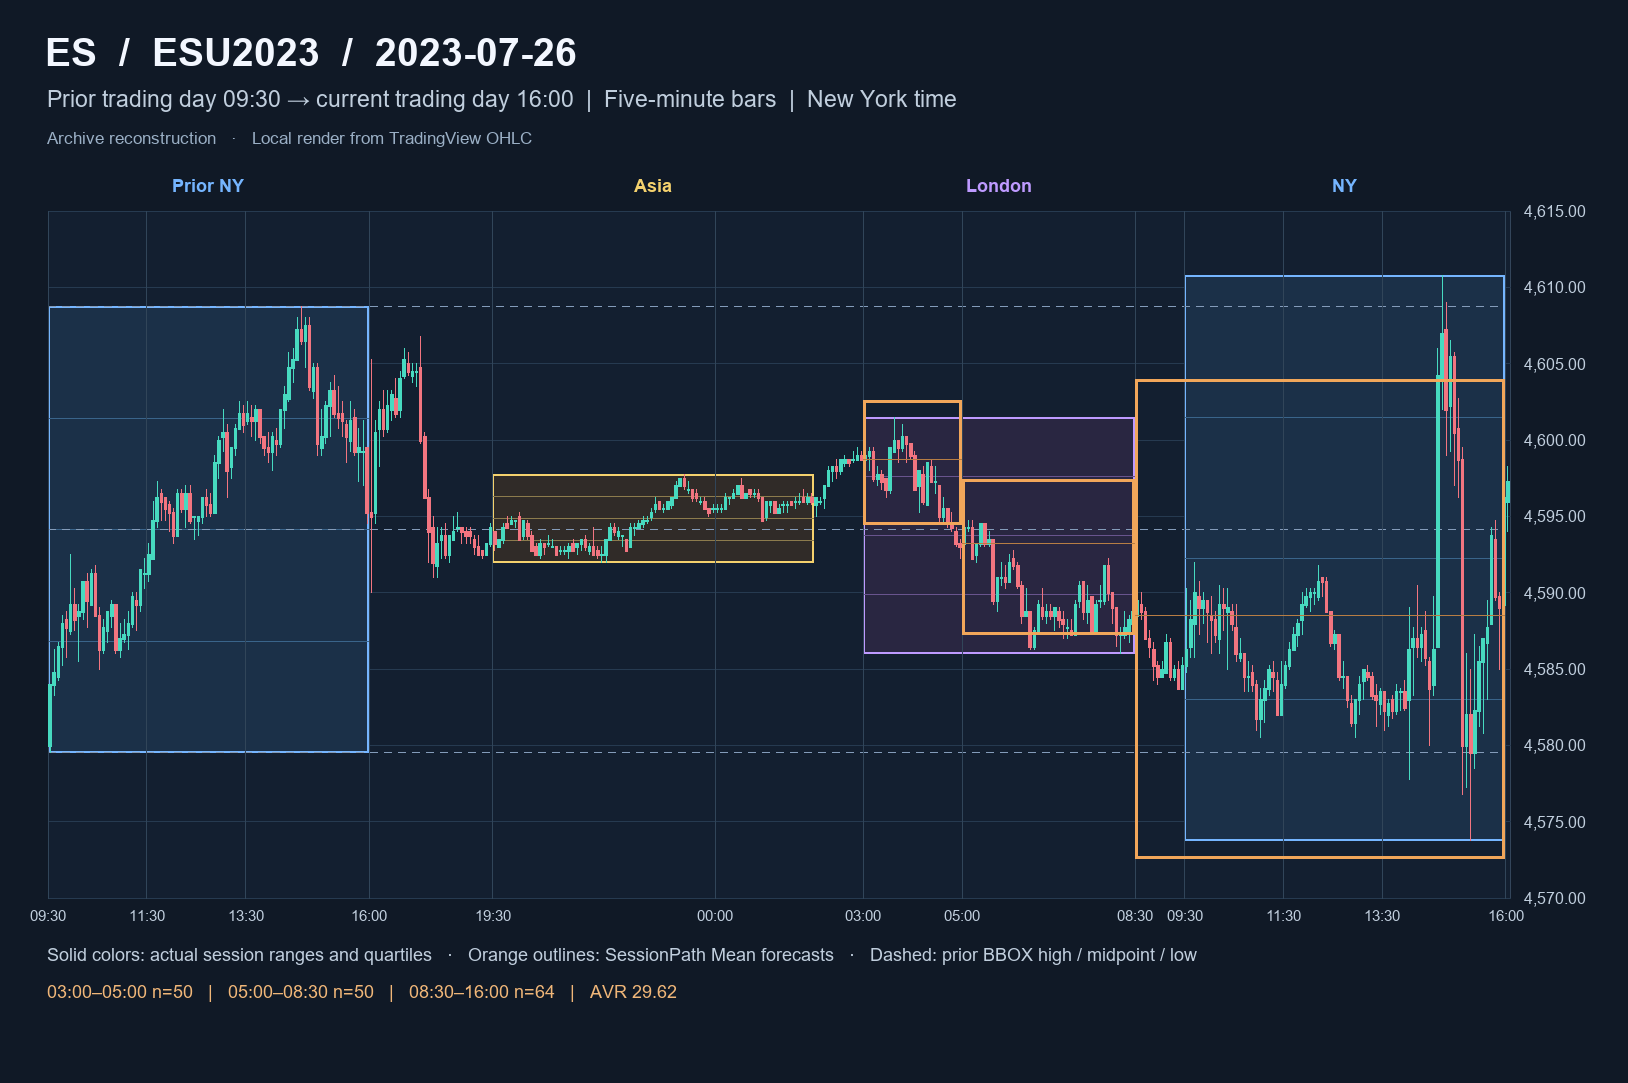 ES / ESU2023 / 2023-07-26
Prior trading day 09:30 → current trading day 16:00 | Five-minute bars | New York time
Archive reconstruction · Local render from TradingView OHLC
Prior NY Asia London NY
4,615.00
4,610.00
4,605.00
4,600.00
4,595.00
4,590.00
4,585.00
4,580.00
4,575.00
4,570.00
09:30 11:30 13:30 16:00 19:30 00:00 03:00 05:00 08:30 09:30 11:30 13:30 16:00
Solid colors: actual session ranges and quartiles · Orange outlines: SessionPath Mean forecasts · Dashed: prior BBOX high / midpoint / low
03:00–05:00 n=50 | 05:00–08:30 n=50 | 08:30–16:00 n=64 | AVR 29.62